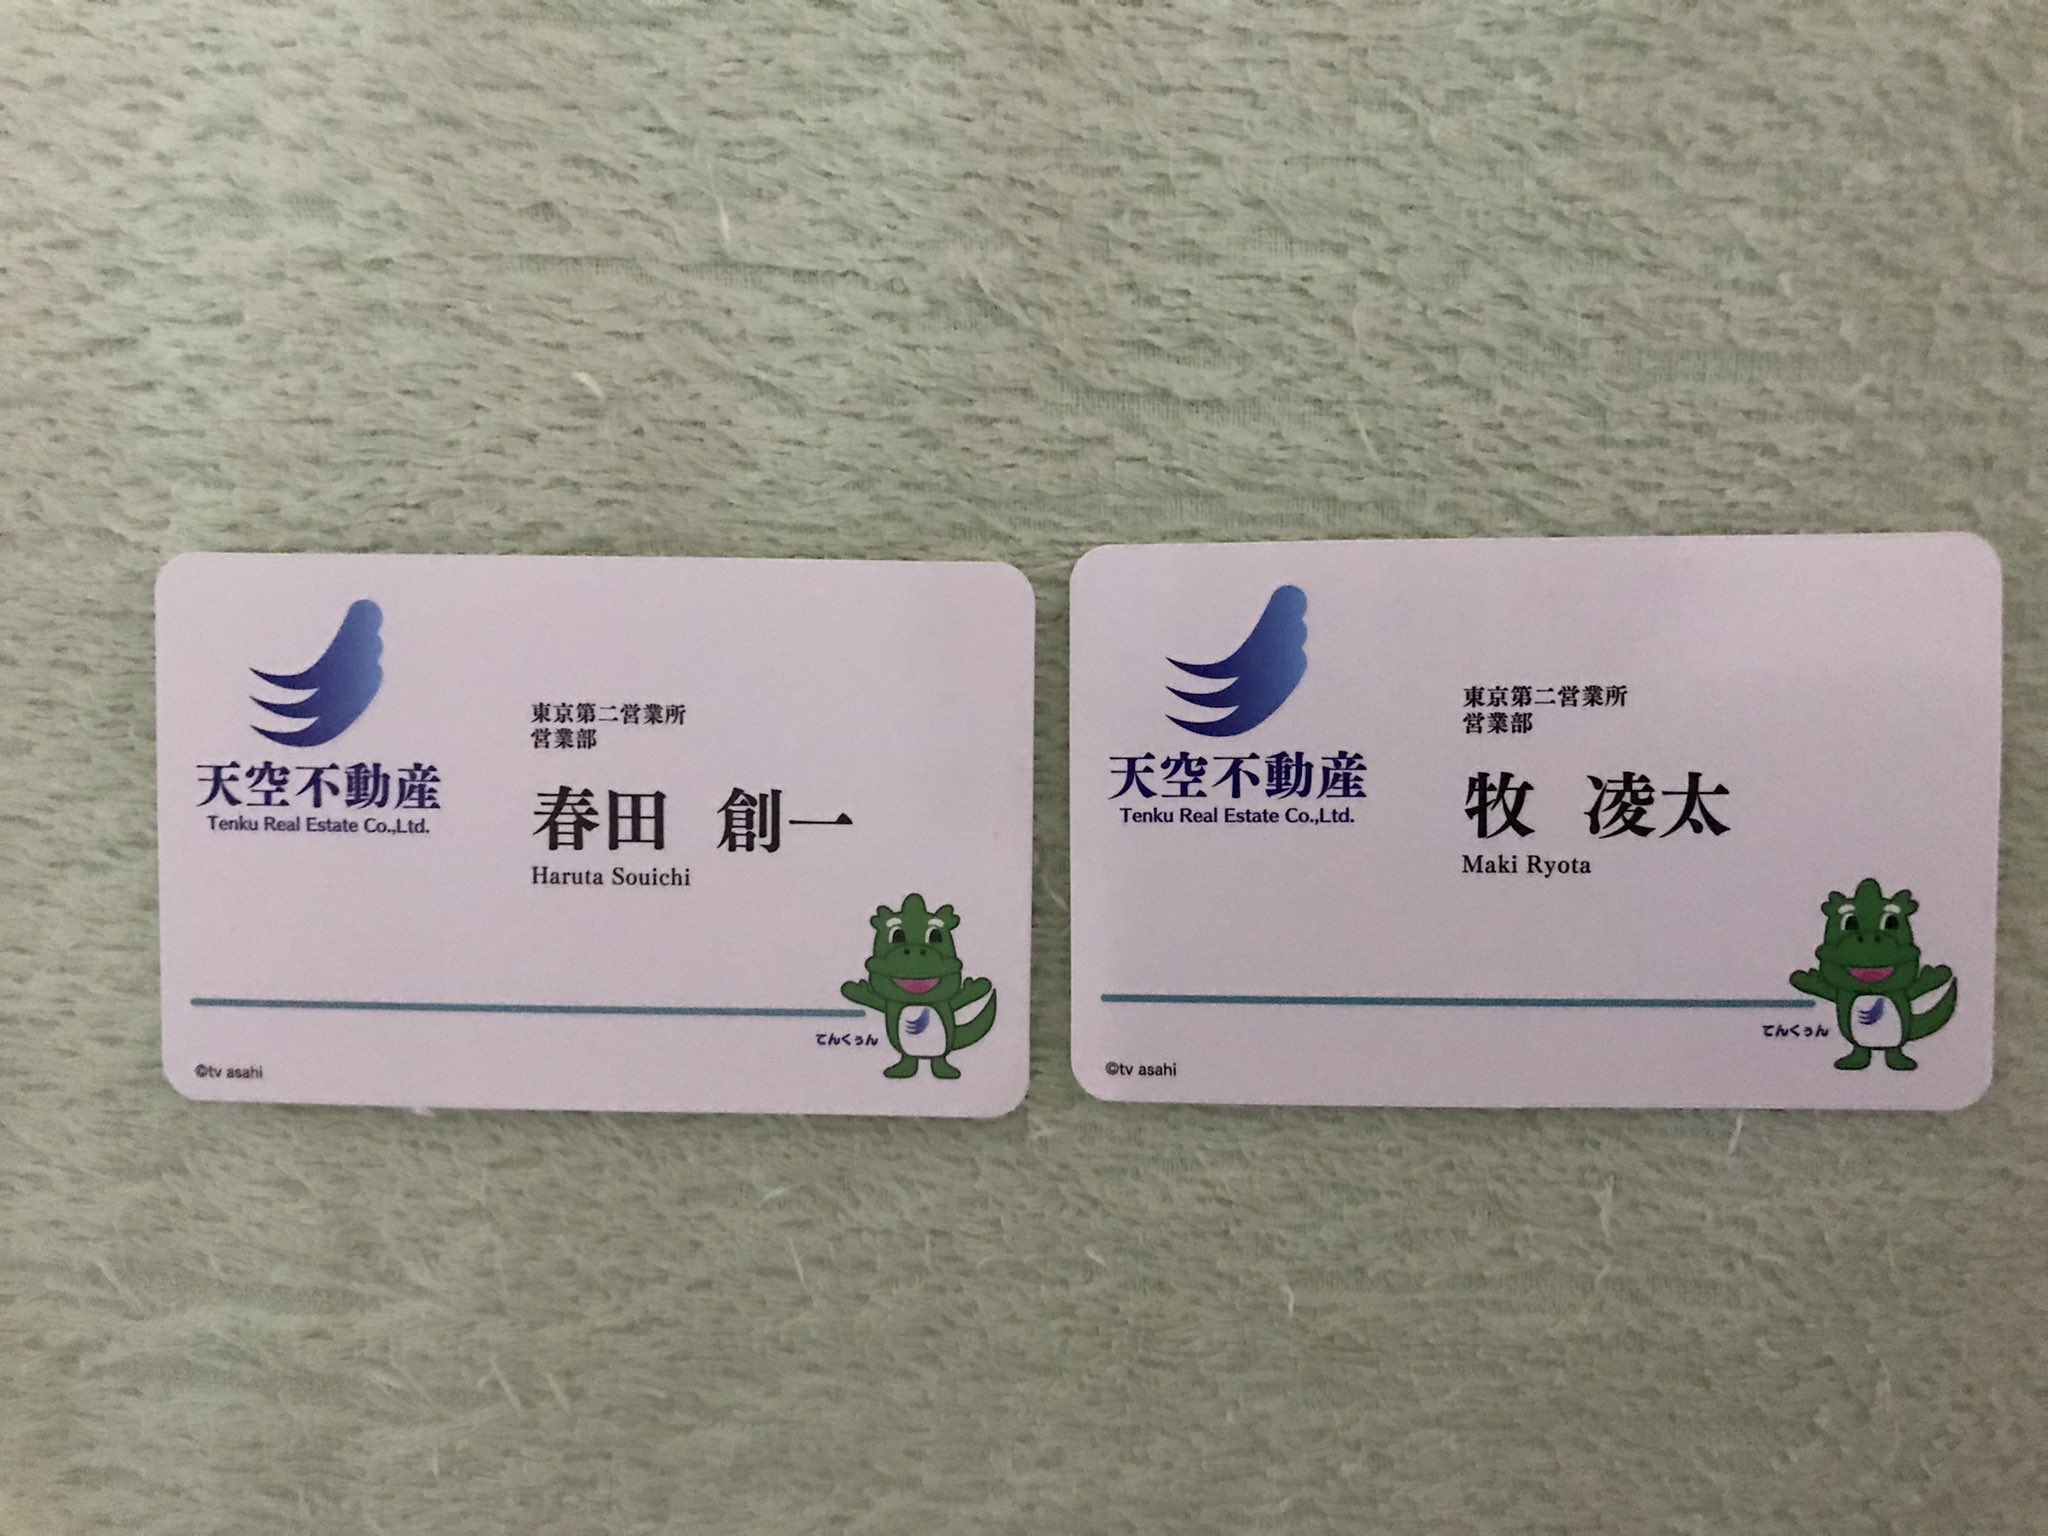 天空不動産
Tenku Real Estate Co.,Ltd.
東京第二営業所
営業部
春田 創一
Haruta Souichi
てんくぅん
©tv asahi
天空不動産
Tenku Real Estate Co.,Ltd.
東京第二営業所
営業部
牧 凌太
Maki Ryota
てんくぅん
©tv asahi